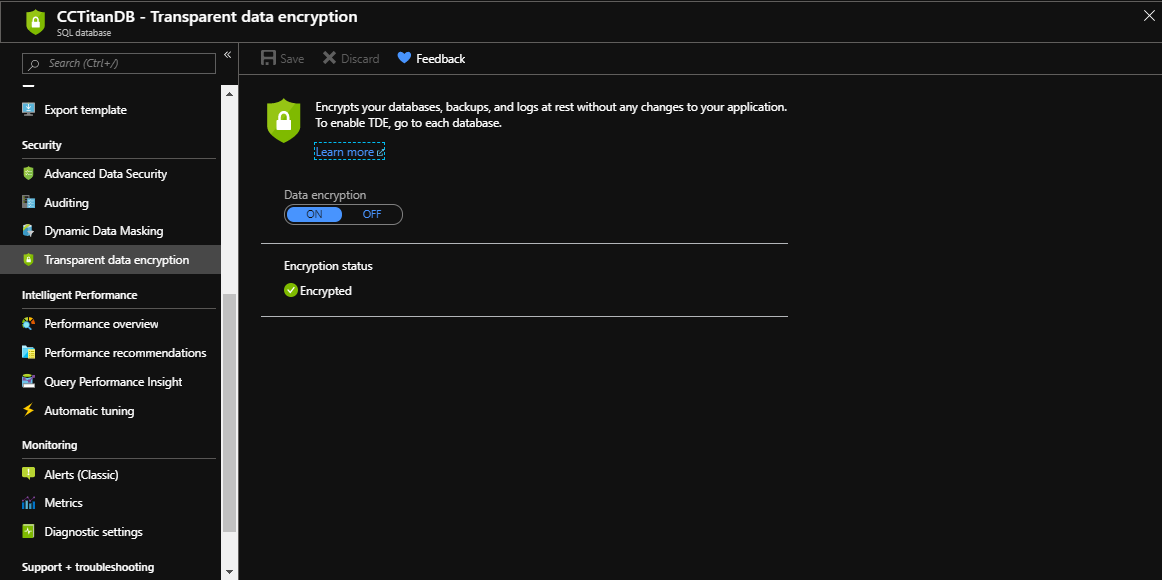 CCTitanDB - Transparent data encryption
SQL database
Search (Ctrl+/)
«
Export template
Security
Advanced Data Security
Auditing
Dynamic Data Masking
Transparent data encryption
Intelligent Performance
Performance overview
Performance recommendations
Query Performance Insight
Automatic tuning
Monitoring
Alerts (Classic)
Metrics
Diagnostic settings
Support + troubleshooting
Save Discard Feedback
Encrypts your databases, backups, and logs at rest without any changes to your application.
To enable TDE, go to each database.
Learn more
Data encryption
ON OFF
Encryption status
Encrypted